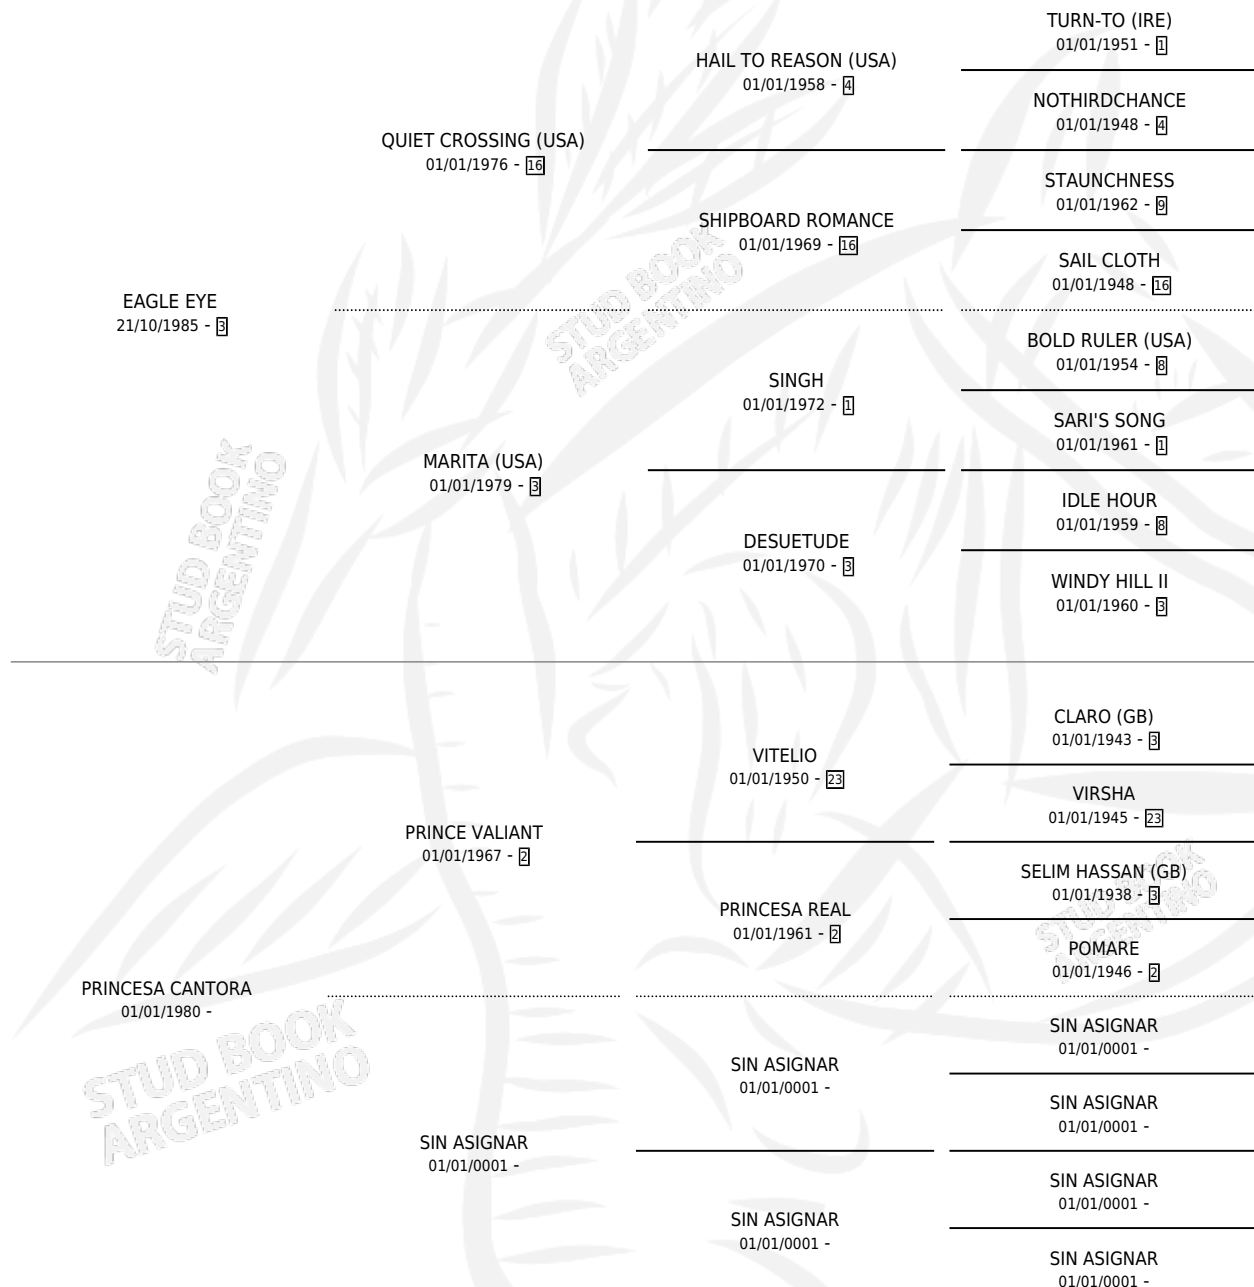 TURN-TO (IRE)
01/01/1951 - 1
HAIL TO REASON (USA)
01/01/1958 - 4
NOTHIRDCHANCE
01/01/1948 - 4
QUIET CROSSING (USA)
01/01/1976 - 16
STAUNCHNESS
01/01/1962 - 9
SHIPBOARD ROMANCE
01/01/1969 - 16
SAIL CLOTH
01/01/1948 - 16
EAGLE EYE
21/10/1985 - 3
BOLD RULER (USA)
01/01/1954 - 8
SINGH
01/01/1972 - 1
SARI'S SONG
01/01/1961 - 1
MARITA (USA)
01/01/1979 - 3
IDLE HOUR
01/01/1959 - 8
DESUETUDE
01/01/1970 - 3
WINDY HILL II
01/01/1960 - 3
CLARO (GB)
01/01/1943 - 3
VITELIO
01/01/1950 - 23
VIRSHA
01/01/1945 - 23
PRINCE VALIANT
01/01/1967 - 2
SELIM HASSAN (GB)
01/01/1938 - 3
PRINCESA REAL
01/01/1961 - 2
POMARE
01/01/1946 - 2
PRINCESA CANTORA
01/01/1980 -
SIN ASIGNAR
01/01/0001 -
SIN ASIGNAR
01/01/0001 -
SIN ASIGNAR
01/01/0001 -
SIN ASIGNAR
01/01/0001 -
SIN ASIGNAR
01/01/0001 -
SIN ASIGNAR
01/01/0001 -
SIN ASIGNAR
01/01/0001 -
STUD BOOK
ARGENTINO
STUD BOOK
ARGENTINO
STUD BOOK
ARGENTINO
STUD BOOK
ARGENTINO